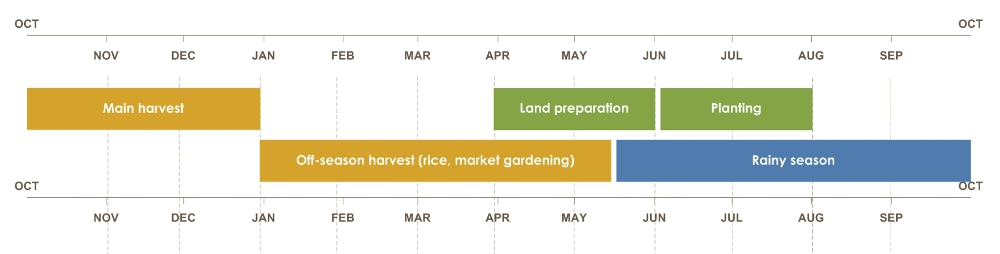 OCT OCT
NOV DEC JAN FEB MAR APR MAY JUN JUL AUG SEP
Main harvest Land preparation Planting
Off-season harvest (rice, market gardening) Rainy season
OCT OCT
NOV DEC JAN FEB MAR APR MAY JUN JUL AUG SEP